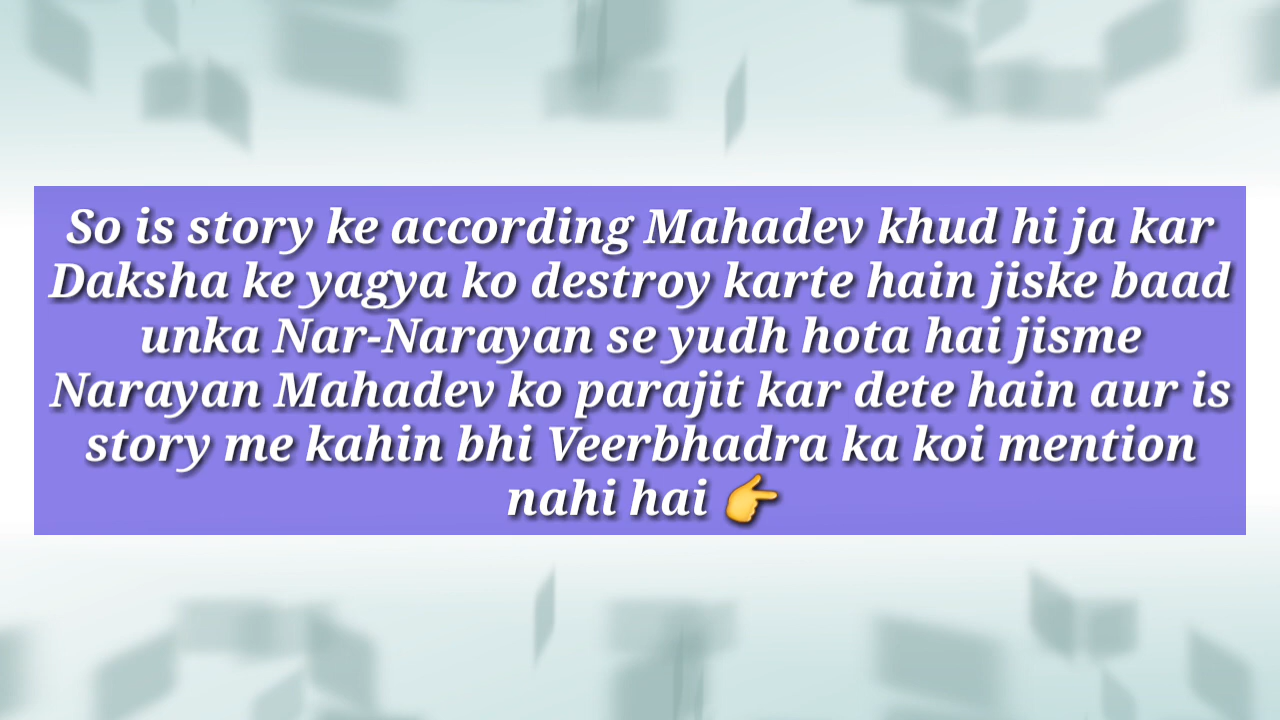 So is story ke according Mahadev khud hi ja kar
Daksha ke yagya ko destroy karte hain jiske baad
unka Nar-Narayan se yudh hota hai jisme
Narayan Mahadev ko parajit kar dete hain aur is
story me kahin bhi Veerbhadra ka koi mention
nahi hai 👉